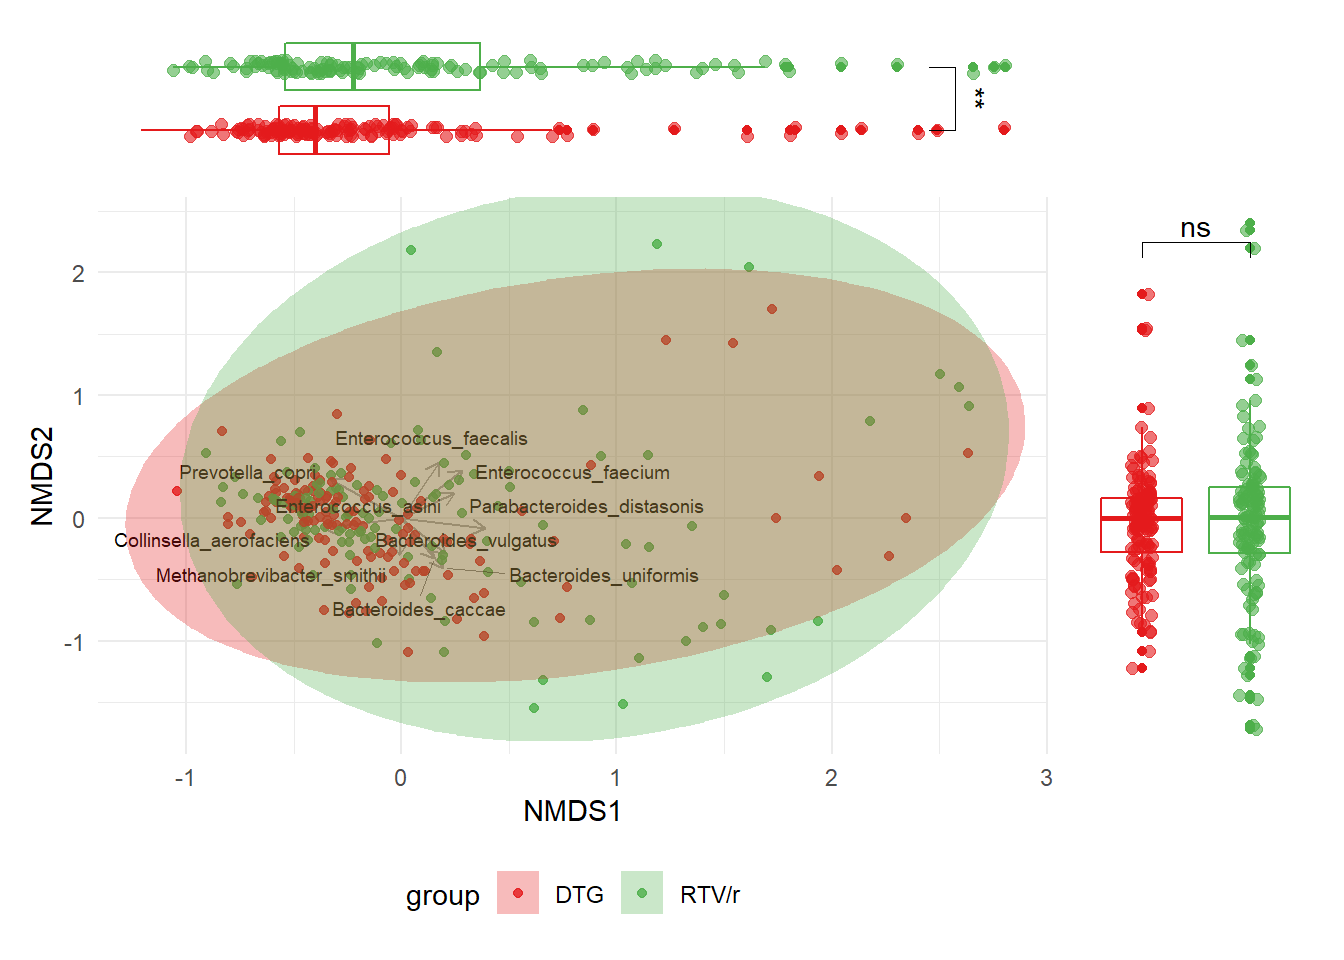 **
ns
2
1
0
-1
NMDS2
Enterococcus_faecalis
Prevotella_copri
Enterococcus_faecium
Enterococcus_asini
Parabacteroides_distasonis
Collinsella_aerofaciens
Bacteroides_vulgatus
Methanobrevibacter_smithii
Bacteroides_uniformis
Bacteroides_caccae
-1 0 1 2 3
NMDS1
group DTG RTV/r